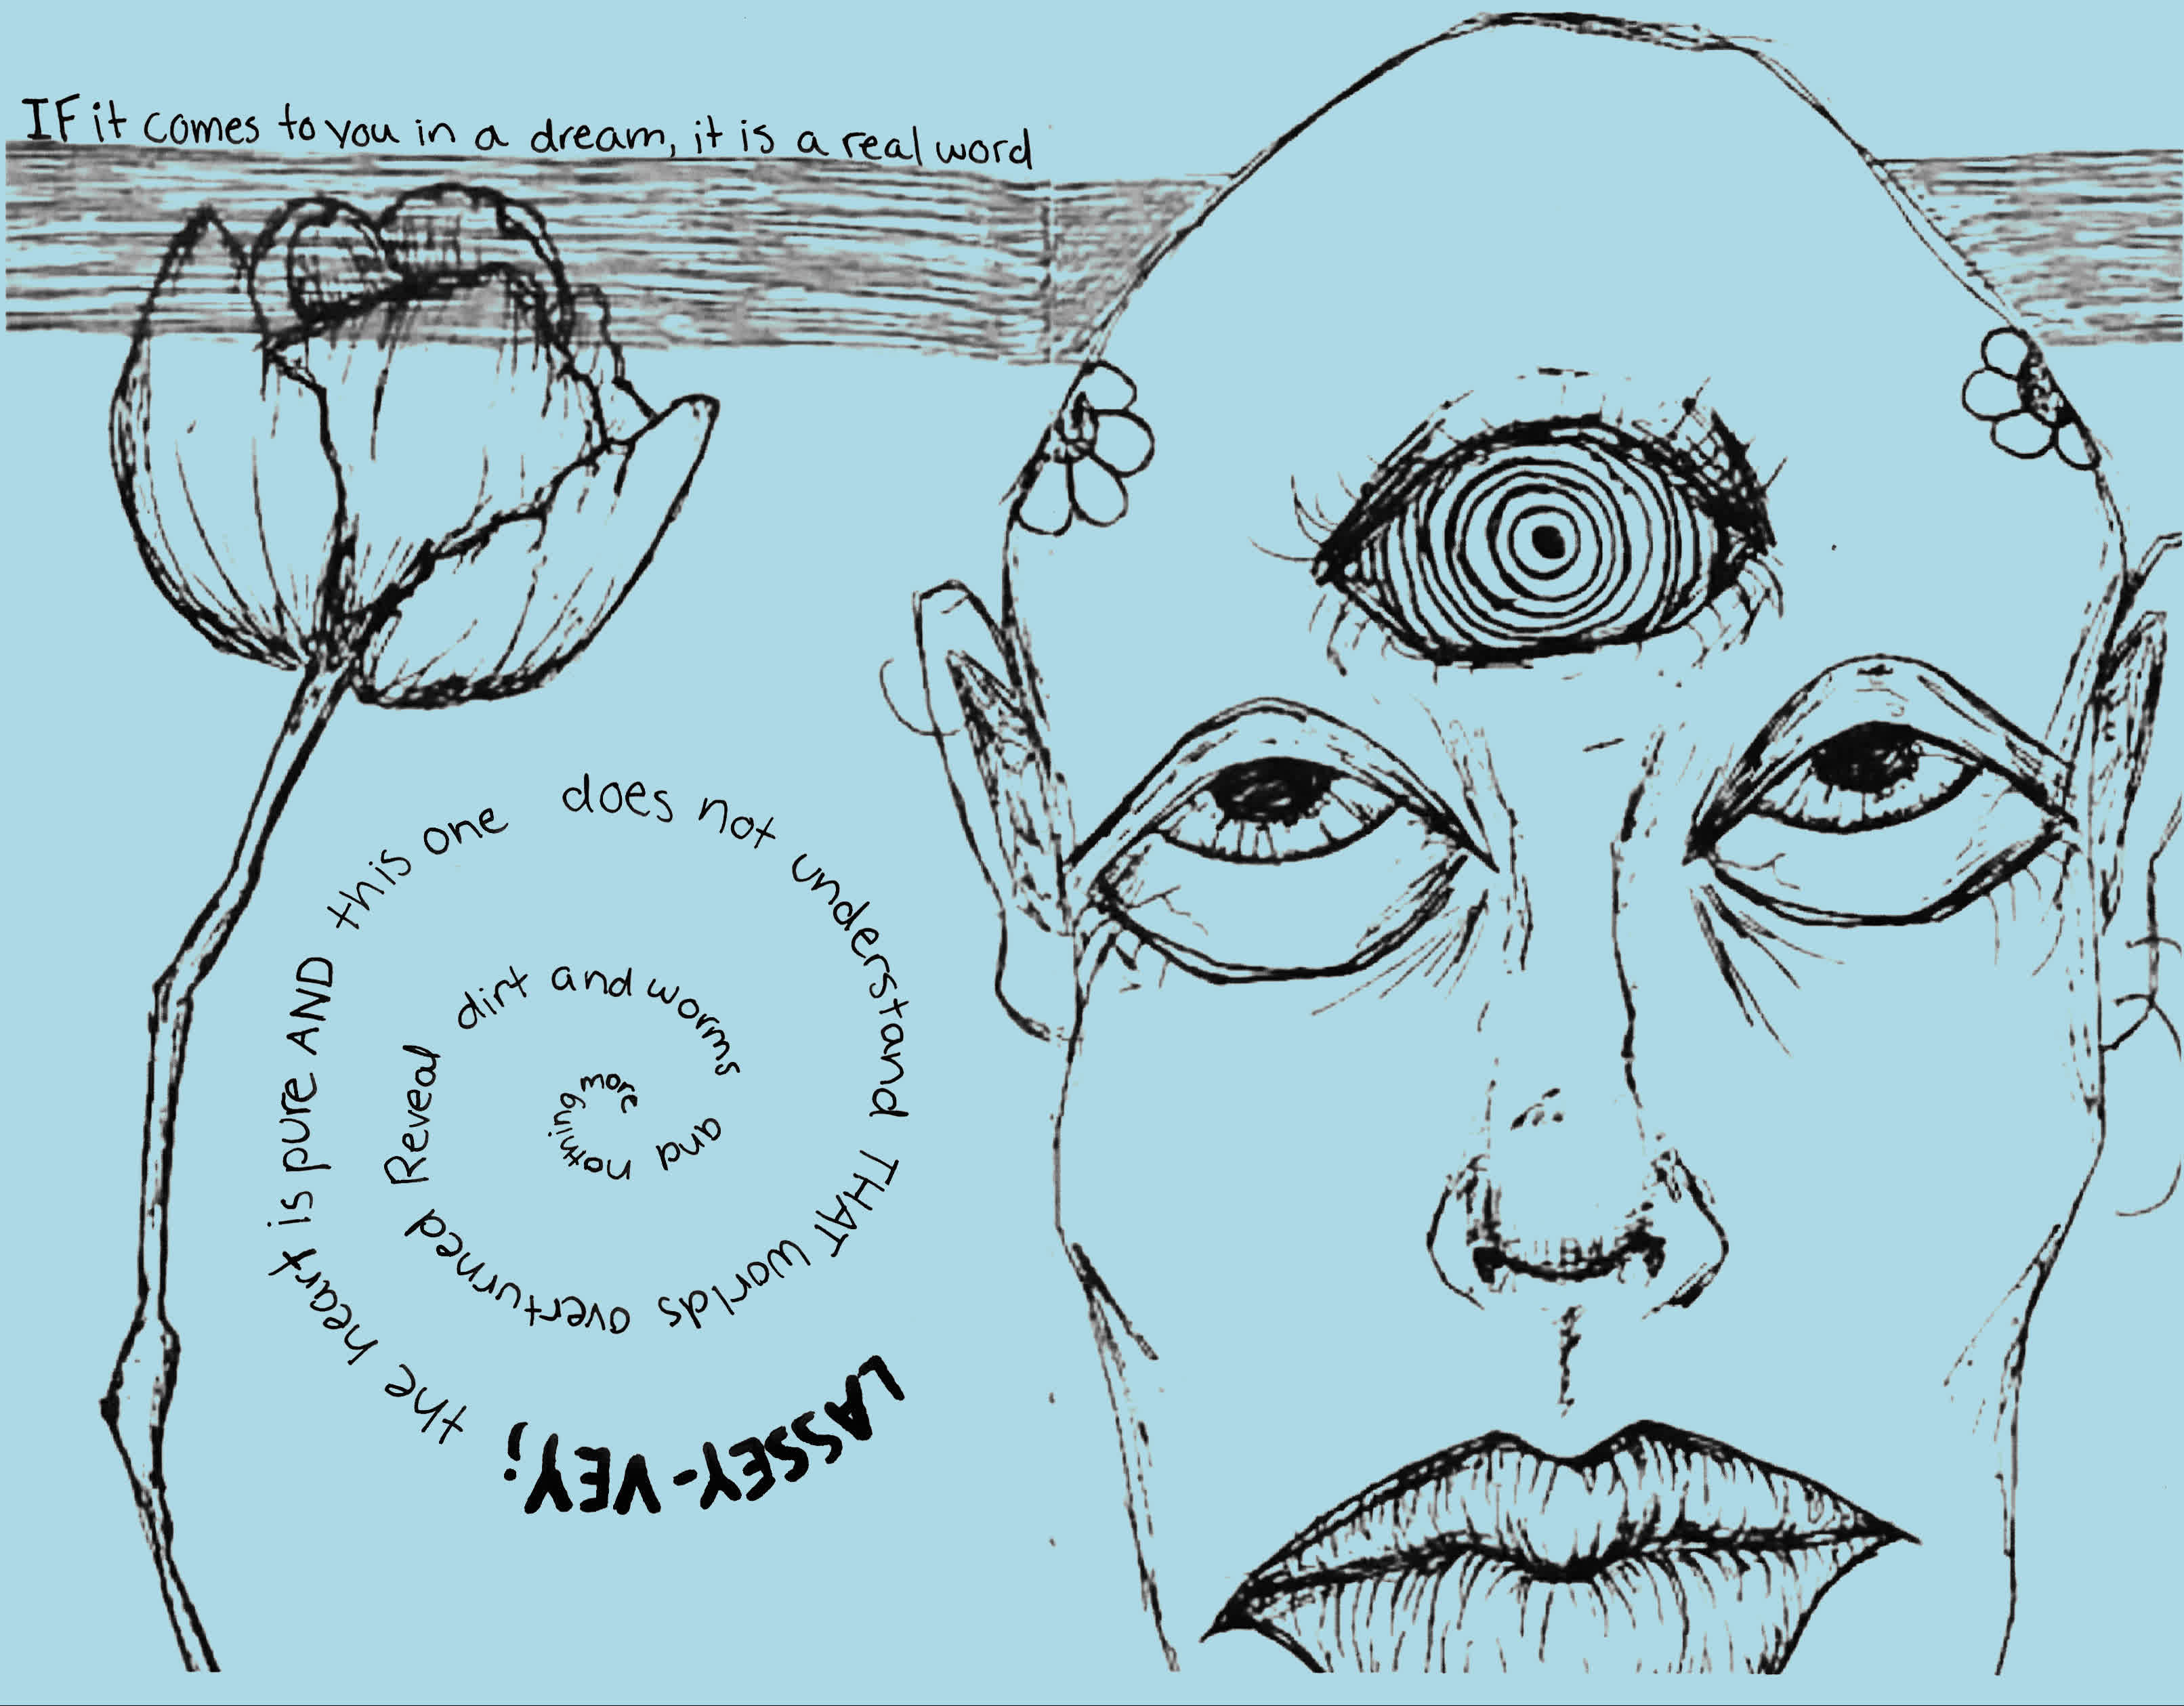 IF it comes to you in a dream, it is a real word
LASSEY-VEY; the heart is pure AND this one does not understand THAT worlds overturned Reveal dirt and worms and nothing more